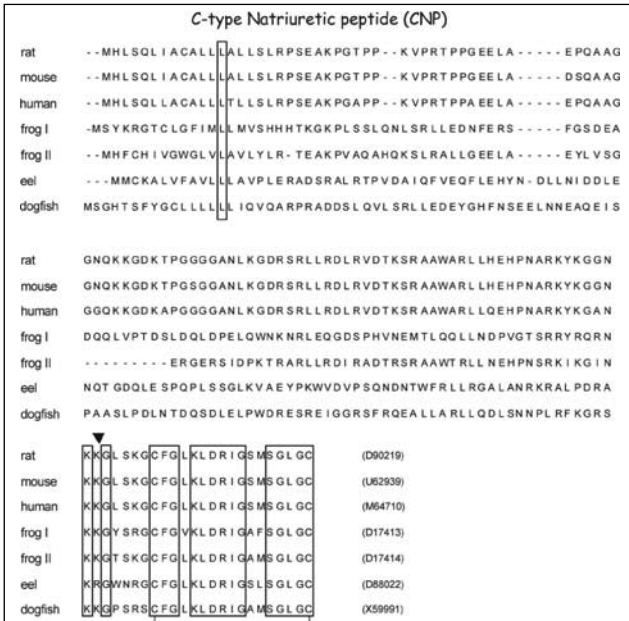 C-type Natriuretic peptide (CNP)
rat --MHLSQLIACALLLALLSLRPSEAKPGTPP--KVPRTPPGEELA-----EPQAAG
mouse --MHLSQLIACALLLALLSLRPSEAKPGTPP--KVPRTPPGEELA-----DSQAAG
human --MHLSQLLACALLLTLLSLRPSEAKPGAPP--KVPRTPPAEELA-----EPQAAG
frog I -MSYKRGTCLGFIMLLMVSHHHTKGKPLSSLQNLSRLLEDNFERS----FGSDEA
frog II --MHFCHIVGWGLVLAVLYLR-TEAKPVAQAHQKSLRALLGEELA-----EYLVSG
eel ---MMCKALVFAVLLLAVPLERADSRALRTPVDAIQFVEQFLEHYN-DLLNIDDLE
dogfish MSGHTSFYGCLLLLLLIQVQARPRADDSLQVLSRLLEDEYGHFNSEELNNEAQEIS
rat GNQKKGDKTPGGGGANLKGDRSRLLRDLRVDTKSRAAWARLLHEHPNARKYKGGN
mouse GNQKKGDKTPGSGGANLKGDRSRLLRDLRVDTKSRAAWARLLHEHPNARKYKGGN
human GGQKKGDKAPGGGGANLKGDRSRLLRDLRVDTKSRAAWARLLQEHPNARKYKGAN
frog I DQQLVPTDSLDQLDPELQWNKNRLEQGDSPHVNEMTLQQLLNDPVGTSRRYRQRN
frog II ---------ERGERSIDPKTRARLLRDIRADTRSRAAWTRLLNEHPNSRKIKGIN
eel NQTGDQLESPQPLSSGLKVAEYPKWVDVPSQNDNTWFRLLRGALANRKRALPDRA
dogfish PAASLPDLNTDQSDLELPWDRESREIGGRSFRQEALLARLLQDLSNNPLRFKGRS
rat KKGLSKGCFGLKLDRIGSMSGLGC (D90219)
mouse KKGLSKGCFGLKLDRIGSMSGLGC (U62939)
human KKGLSKGCFGLKLDRIGSMSGLGC (M64710)
frog I KKGYSRGCFGVKLDRIGAFSGLGC (D17413)
frog II KKGTSKGCFGLKLDRIGAMSGLGC (D17414)
eel KRGWNRGCFGLKLDRIGSLSGLGC (D88022)
dogfish KKGPSRSCFGLKLDRIGAMSGLGC (X59991)